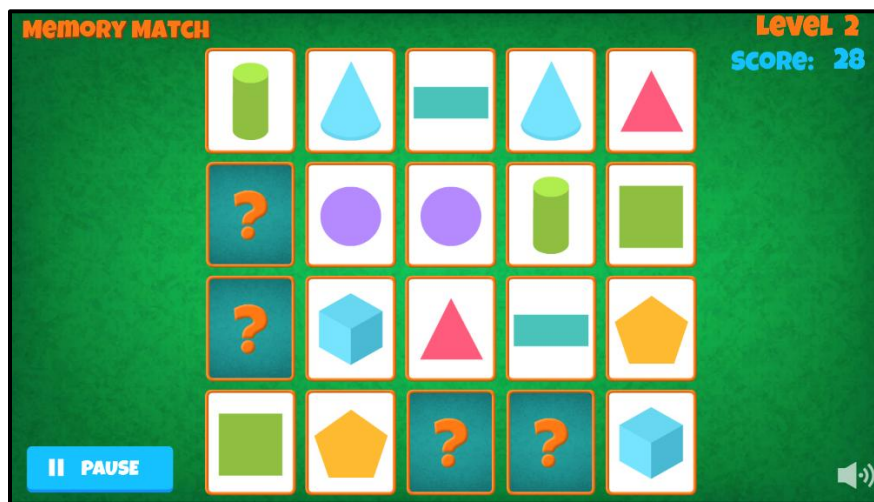 MeMoRY MATCH
LeveL 2
SCoRe: 28
?
?
? ?
PAUSE